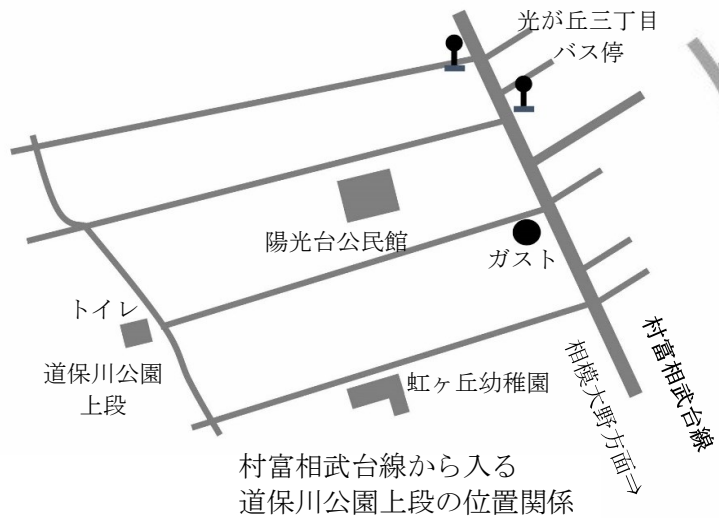 光が丘三丁目
バス停
陽光台公民館
ガスト
トイレ
道保川公園
上段
虹ヶ丘幼稚園
村富相武台線
相模大野方面⇒
村富相武台線から入る
道保川公園上段の位置関係